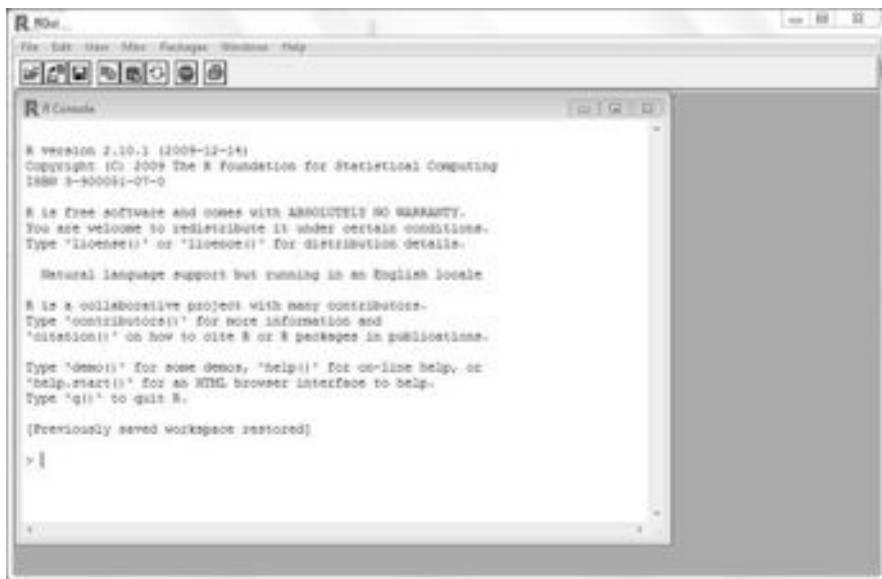 R RGui
File Edit View Misc Packages Windows Help
R R Console
R version 2.10.1 (2009-12-14)
Copyright (C) 2009 The R Foundation for Statistical Computing
ISBN 3-900051-07-0
R is free software and comes with ABSOLUTELY NO WARRANTY.
You are welcome to redistribute it under certain conditions.
Type 'license()' or 'licence()' for distribution details.
Natural language support but running in an English locale
R is a collaborative project with many contributors.
Type 'contributors()' for more information and
'citation()' on how to cite R or R packages in publications.
Type 'demo()' for some demos, 'help()' for on-line help, or
'help.start()' for an HTML browser interface to help.
Type 'q()' to quit R.
[Previously saved workspace restored]
>